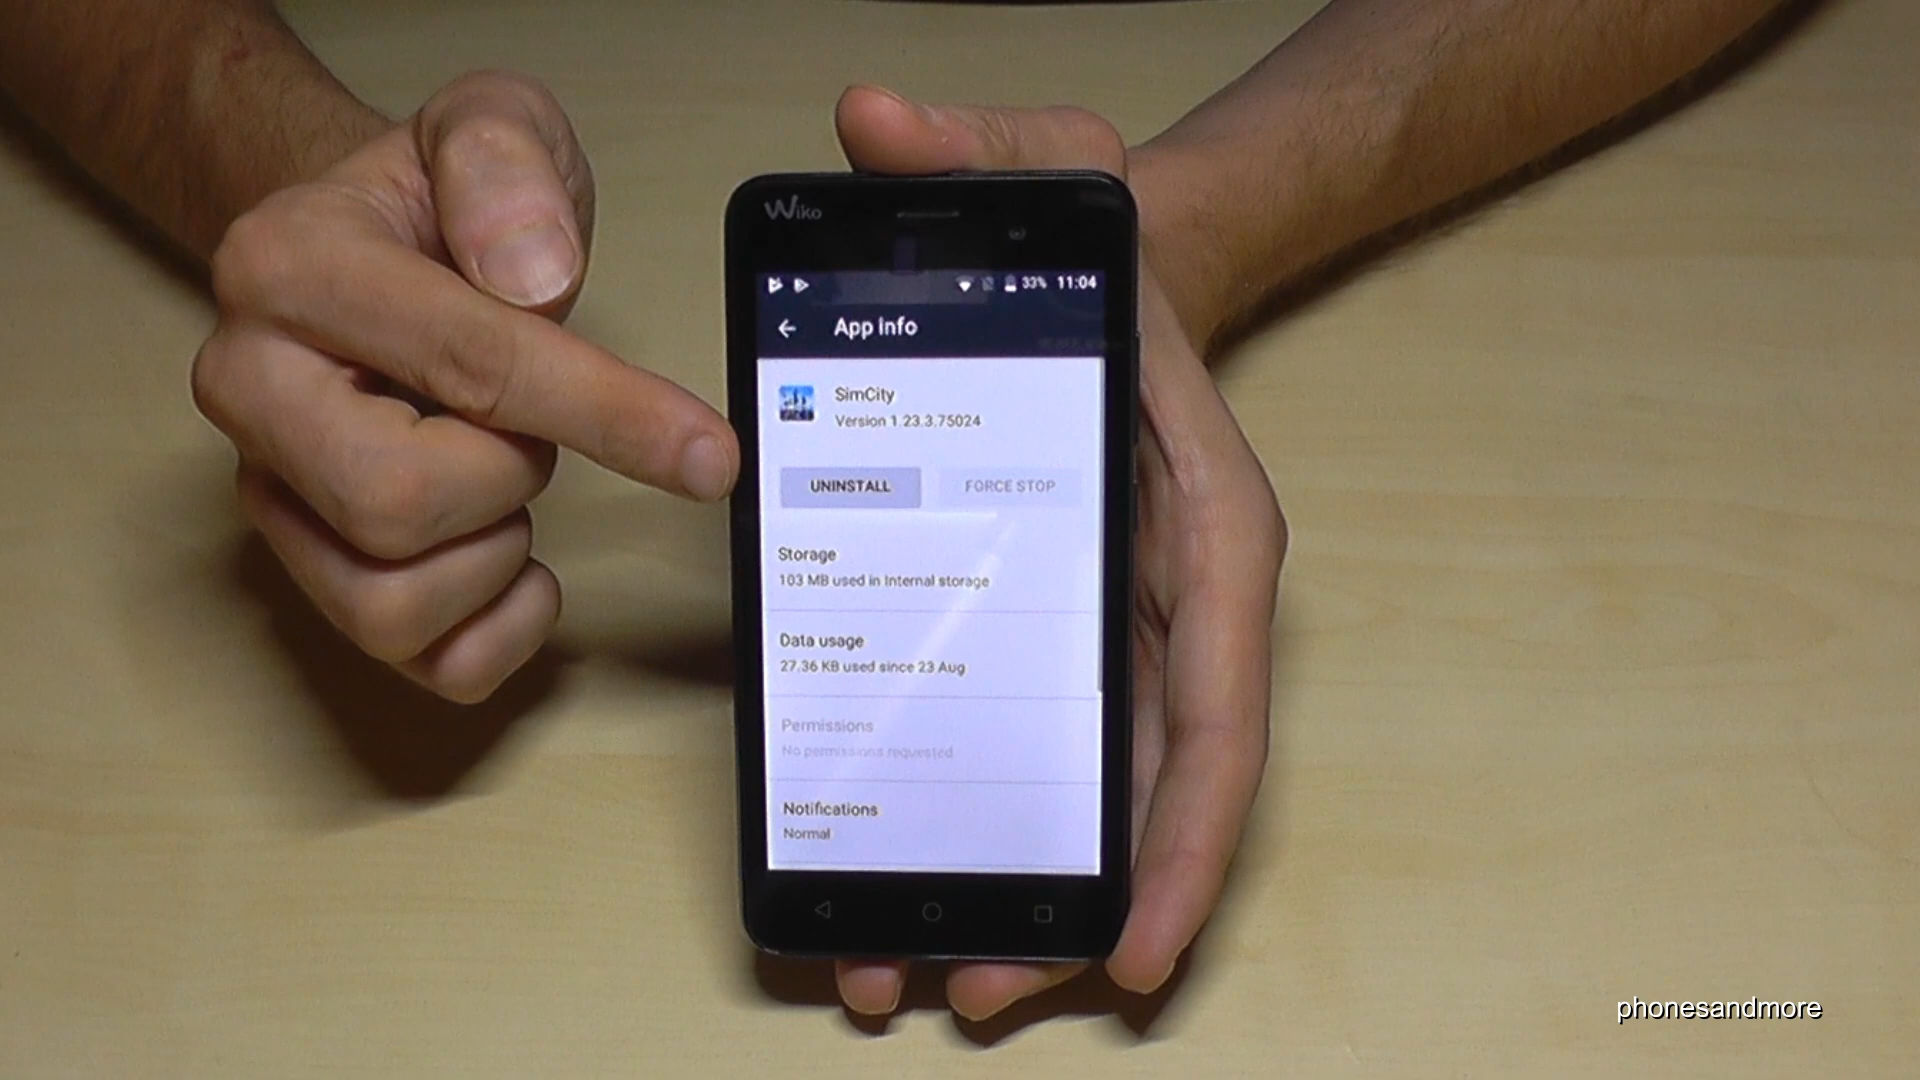 Wiko
33% 11:04
App info
SimCity
Version 1.23.3.75024
UNINSTALL FORCE STOP
Storage
103 MB used in Internal storage
Data usage
27.36 KB used since 23 Aug
Permissions
No permissions requested
Notifications
Normal
phonesandmore